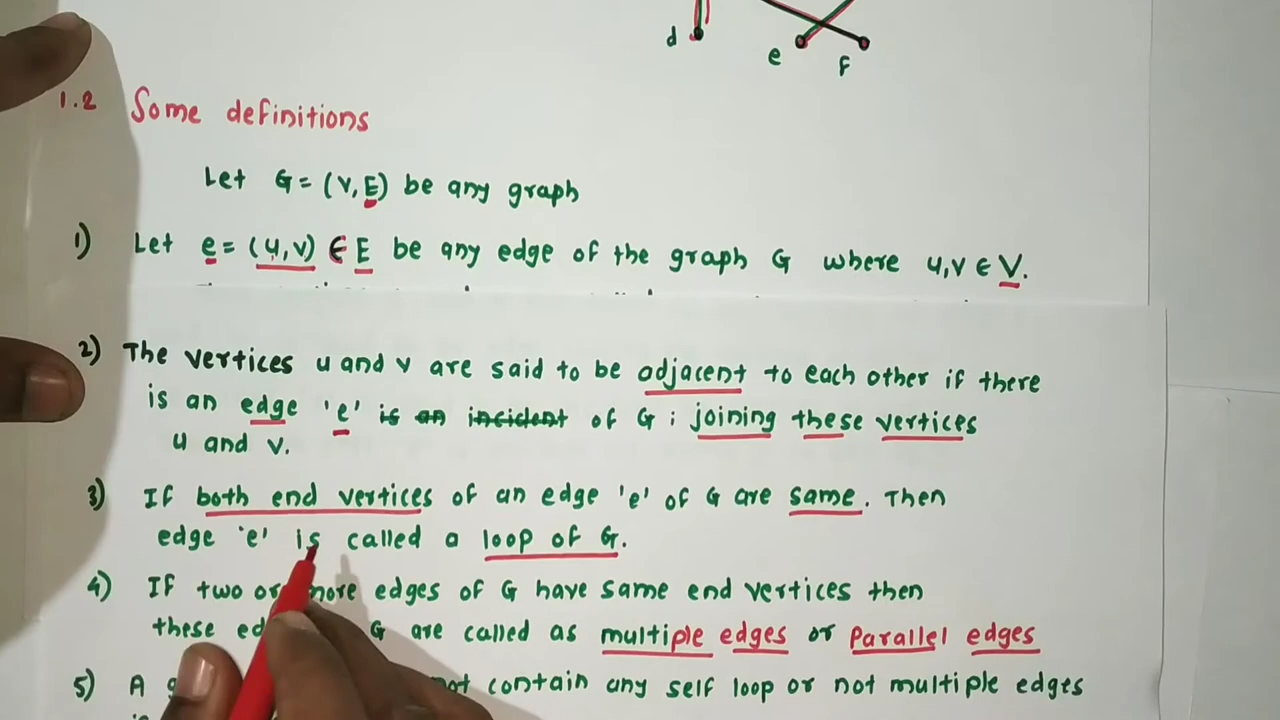 d
e
f
1.2 Some definitions
Let G = (V, E) be any graph
1) Let e = (u, v) ∈ E be any edge of the graph G where u, v ∈ V.
2) The vertices u and v are said to be adjacent to each other if there
is an edge 'e' is an incident of G : joining these vertices
u and v.
3) If both end vertices of an edge 'e' of G are same. Then
edge 'e' is called a loop of G.
4) If two or more edges of G have same end vertices then
these G are called as multiple edges or Parallel edges
5) A contain any self loop or not multiple edges